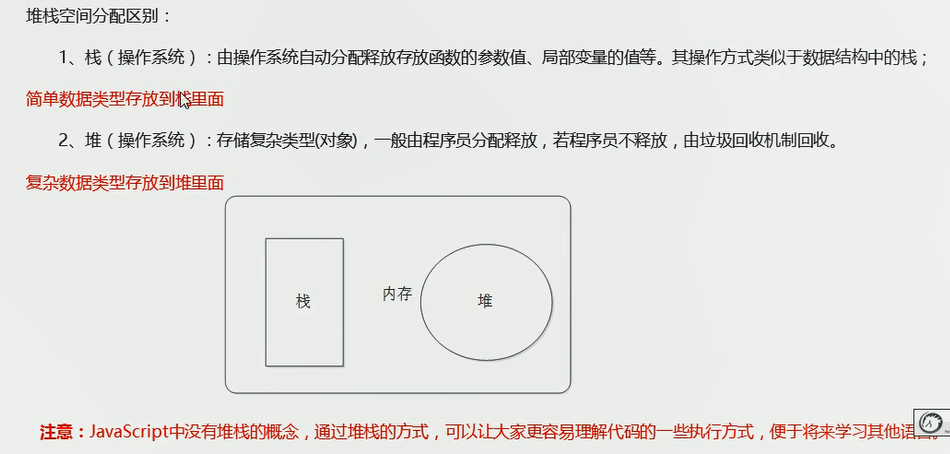 堆栈空间分配区别：
1、栈（操作系统）：由操作系统自动分配释放存放函数的参数值、局部变量的值等。其操作方式类似于数据结构中的栈；
简单数据类型存放到栈里面
2、堆（操作系统）：存储复杂类型(对象)，一般由程序员分配释放，若程序员不释放，由垃圾回收机制回收。
复杂数据类型存放到堆里面
栈 内存 堆
注意：JavaScript中没有堆栈的概念，通过堆栈的方式，可以让大家更容易理解代码的一些执行方式，便于将来学习其他语言。